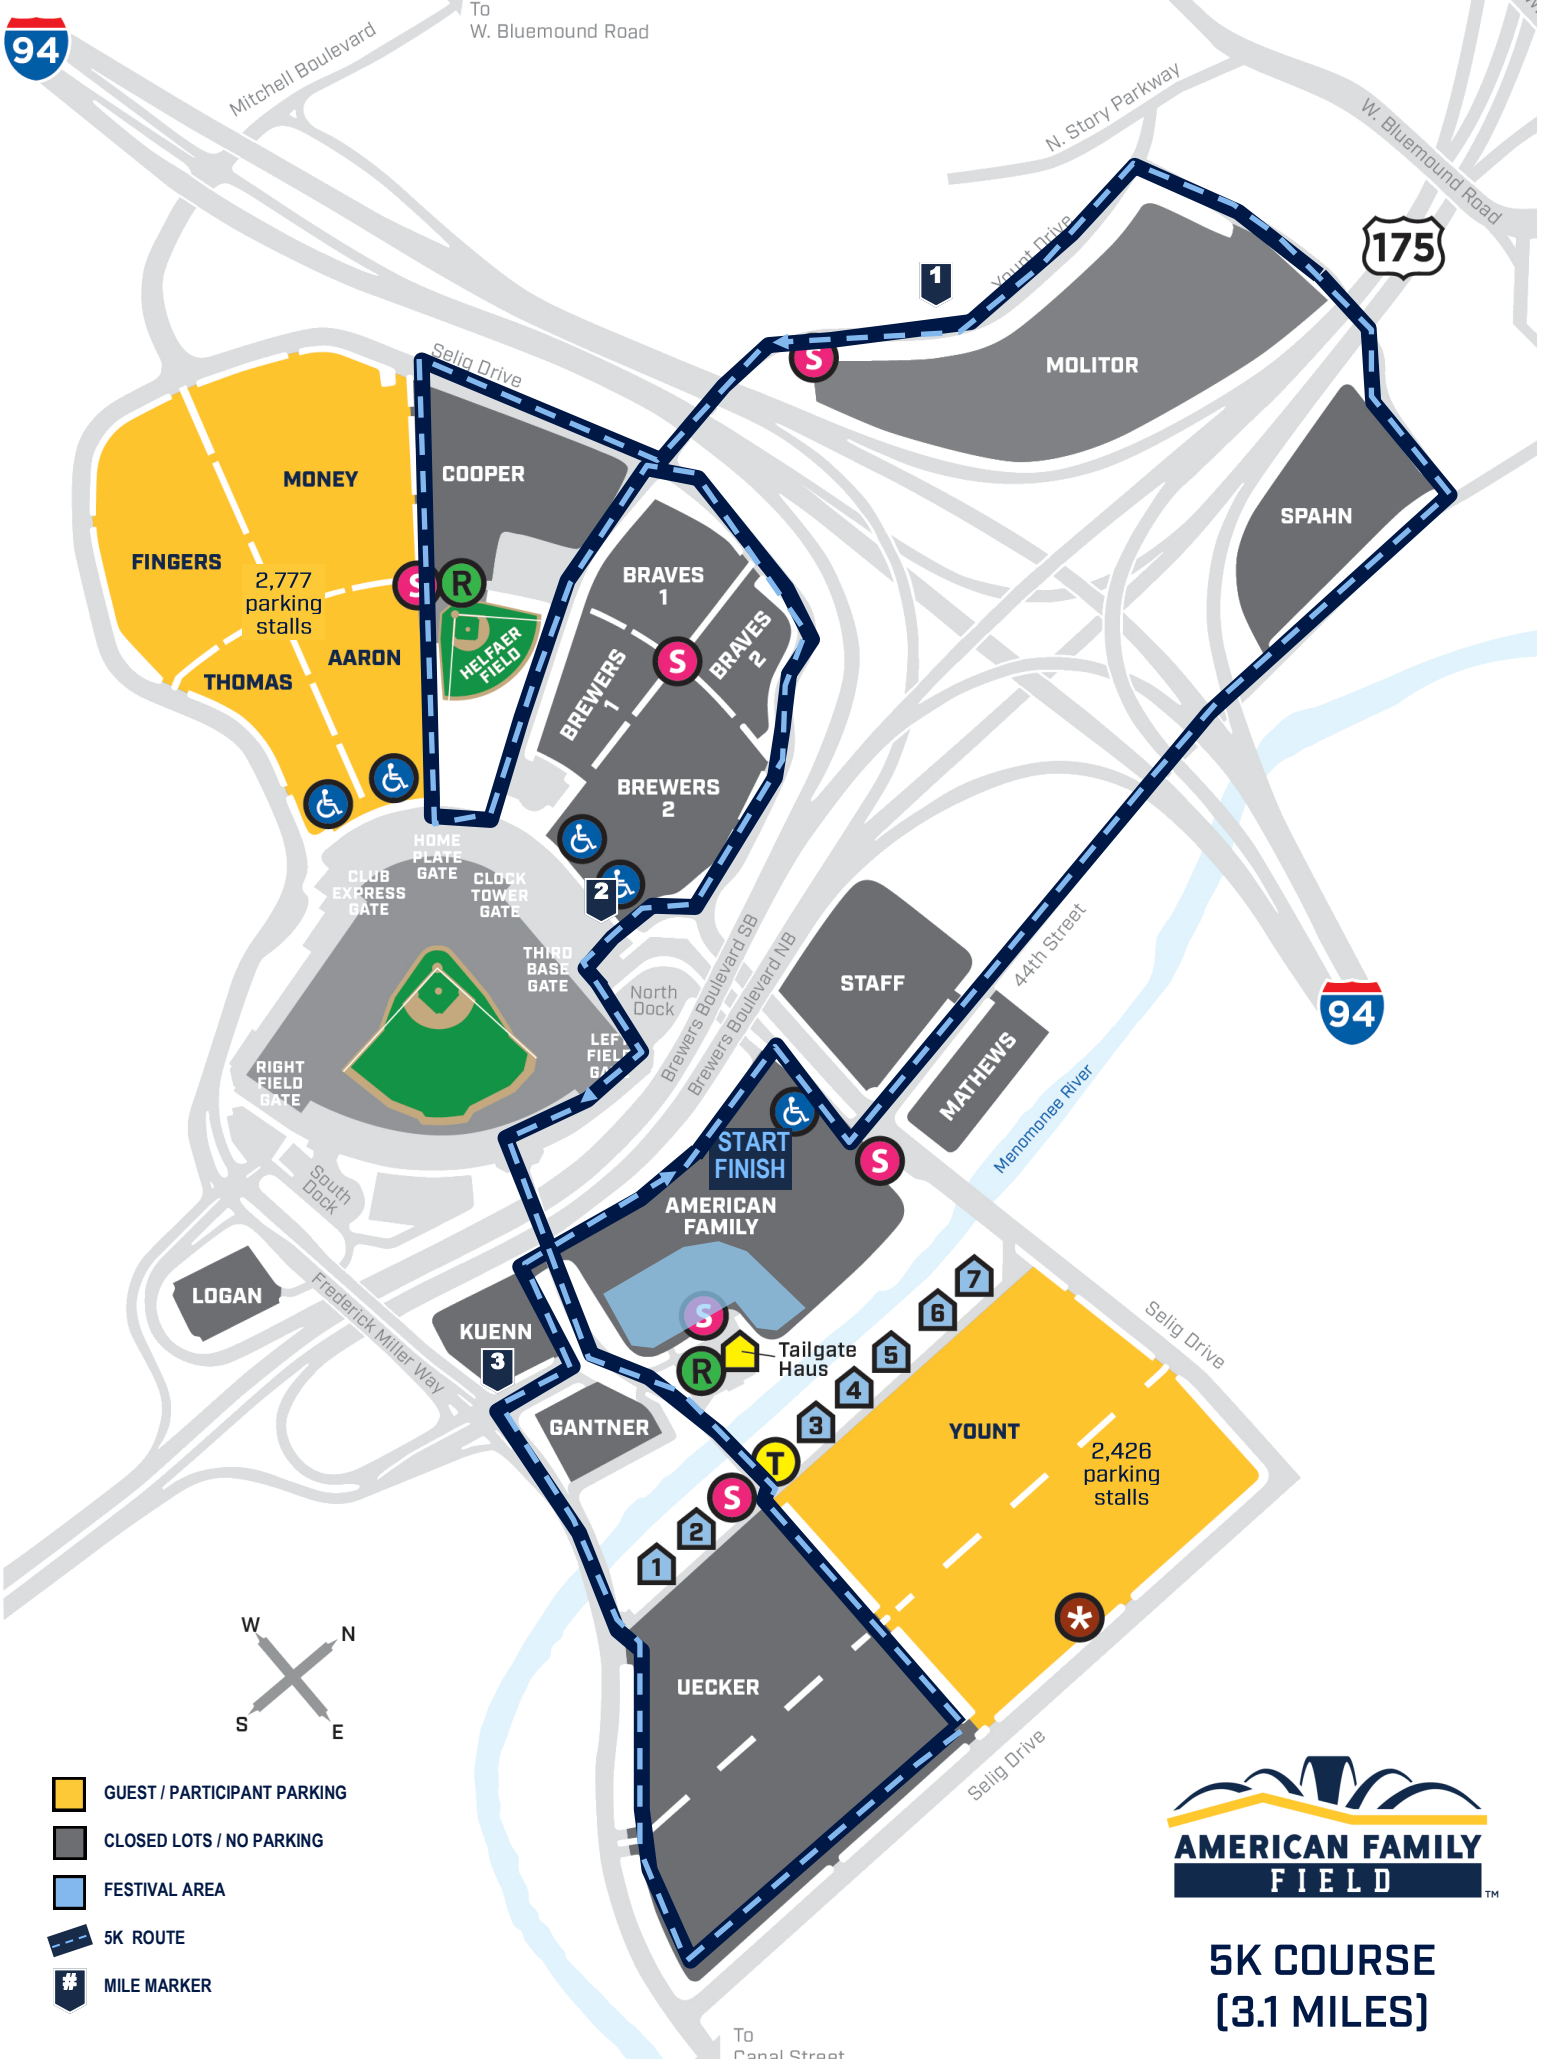 To
W. Bluemound Road
94
Mitchell Boulevard
N. Story Parkway
W. Bluemound Road
175
Yount Drive
1
MOLITOR
Selig Drive
S
COOPER
MONEY
SPAHN
FINGERS
2,777
parking
stalls
S
R
BRAVES
1
HELFAER
FIELD
BRAVES
2
AARON
S
THOMAS
BREWERS
1
BREWERS
2
HOME
PLATE
GATE
CLUB
EXPRESS
GATE
CLOCK
TOWER
GATE
2
THIRD
BASE
GATE
North
Dock
Brewers Boulevard SB
Brewers Boulevard NB
STAFF
44th Street
94
LEFT
FIELD
GATE
RIGHT
FIELD
GATE
MATHEWS
Menomonee River
START
FINISH
S
South
Dock
AMERICAN
FAMILY
LOGAN
Frederick Miller Way
KUENN
3
S
R
Tailgate
Haus
7
6
5
4
3
Selig Drive
GANTNER
YOUNT
2,426
parking
stalls
T
S
2
1
*
W
N
S
E
UECKER
Selig Drive
GUEST / PARTICIPANT PARKING
CLOSED LOTS / NO PARKING
FESTIVAL AREA
5K ROUTE
#
MILE MARKER
AMERICAN FAMILY
FIELD
TM
5K COURSE
(3.1 MILES)
To
Canal Street